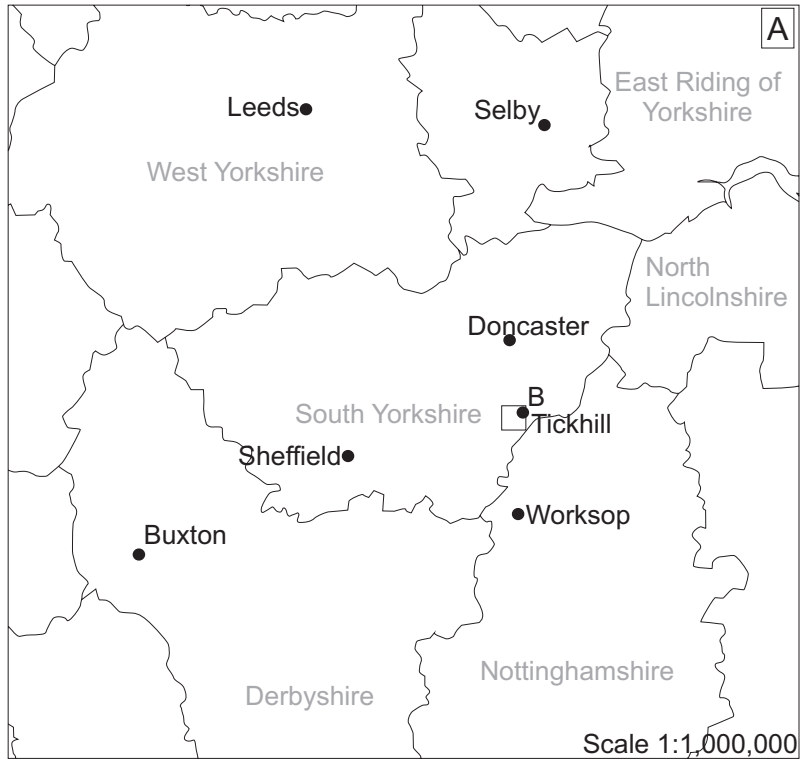 A
Leeds
Selby
East Riding of
Yorkshire
West Yorkshire
North
Lincolnshire
Doncaster
B
South Yorkshire
Tickhill
Sheffield
Worksop
Buxton
Nottinghamshire
Derbyshire
Scale 1:1,000,000